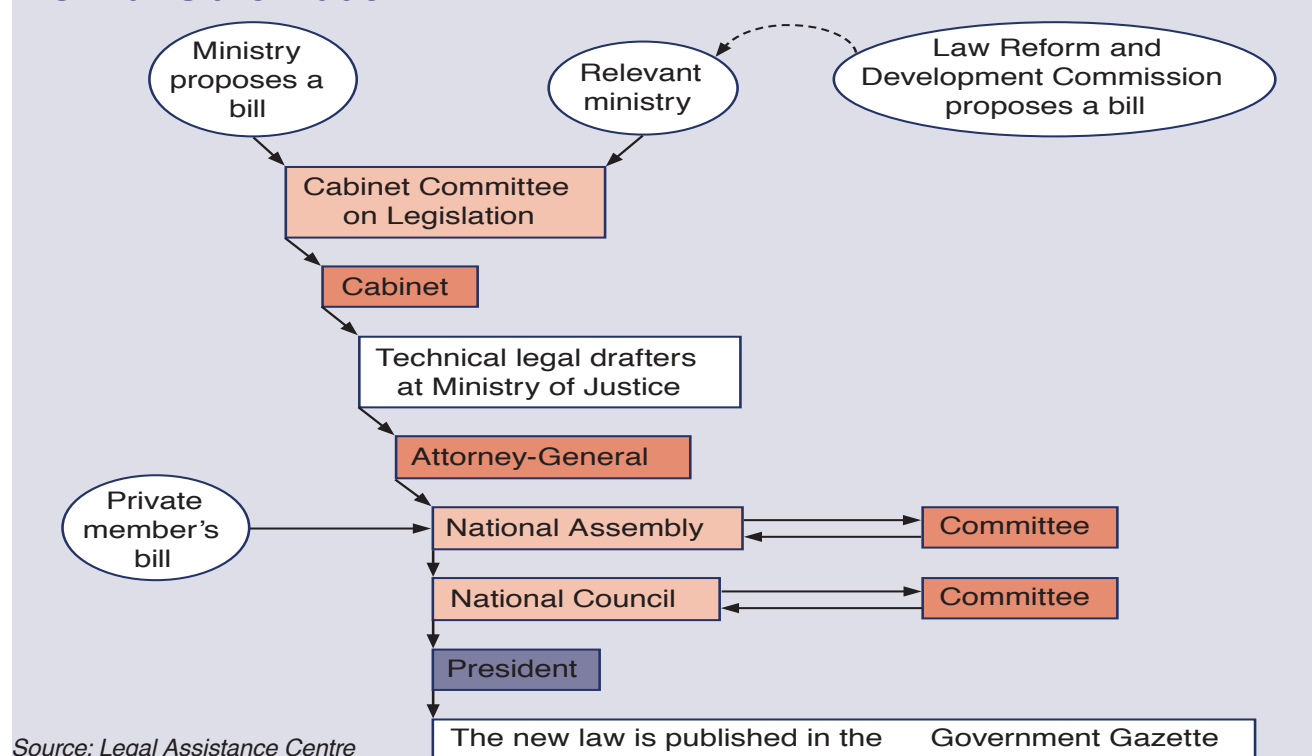 Ministry
proposes a
bill
Relevant
ministry
Law Reform and
Development Commission
proposes a bill
Cabinet Committee
on Legislation
Cabinet
Technical legal drafters
at Ministry of Justice
Attorney-General
Private
member’s
bill
National Assembly
Committee
National Council
Committee
President
The new law is published in the Government Gazette
Source: Legal Assistance Centre